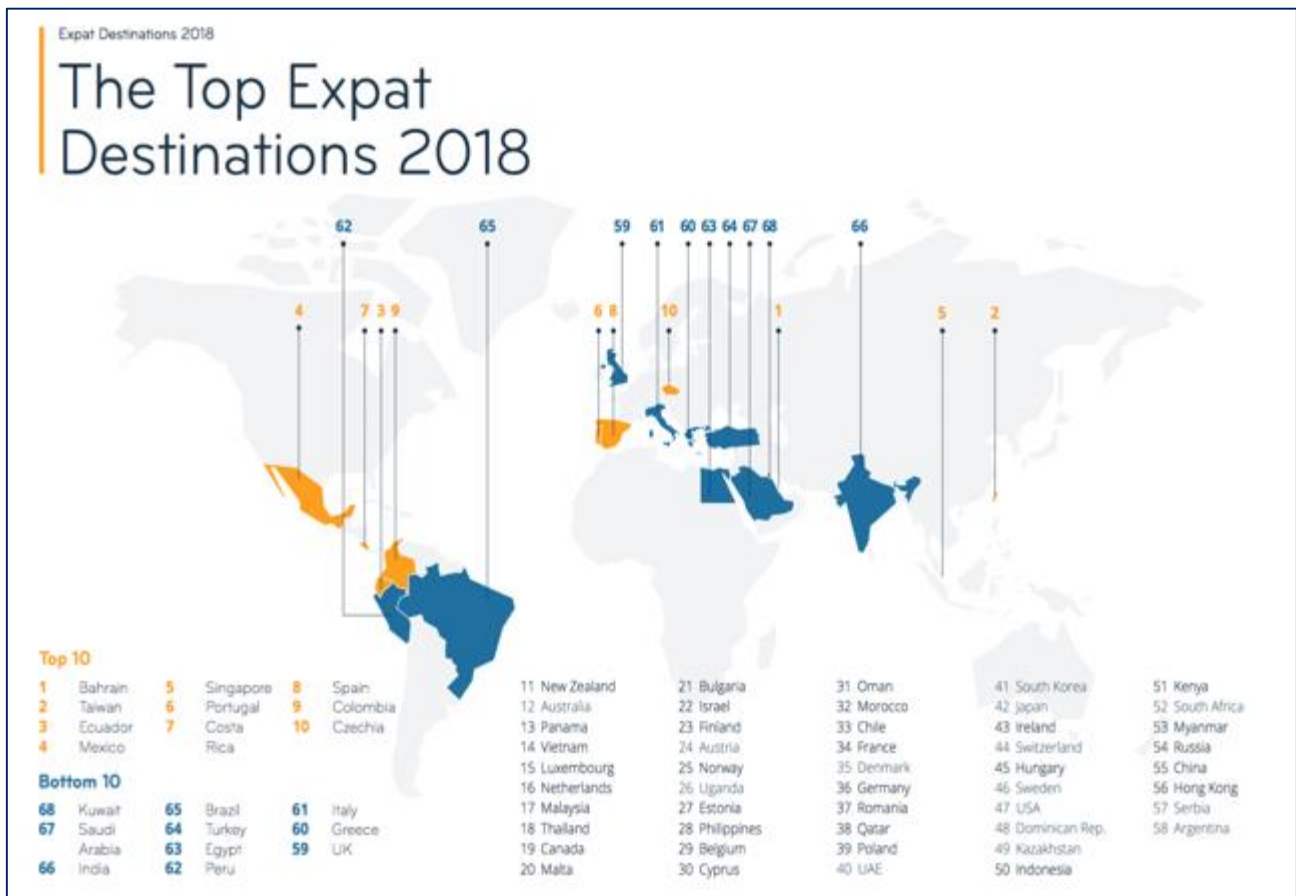 Expat Destinations 2018
The Top Expat
Destinations 2018
62 65 59 61 60 63 64 67 68 66
4 7 3 9 6 8 10 1 5 2
Top 10
1 Bahrain
2 Taiwan
3 Ecuador
4 Mexico
5 Singapore
6 Portugal
7 Costa
Rica
8 Spain
9 Colombia
10 Czechia
Bottom 10
68 Kuwait
67 Saudi
Arabia
66 India
65 Brazil
64 Turkey
63 Egypt
62 Peru
61 Italy
60 Greece
59 UK
11 New Zealand
12 Australia
13 Panama
14 Vietnam
15 Luxembourg
16 Netherlands
17 Malaysia
18 Thailand
19 Canada
20 Malta
21 Bulgaria
22 Israel
23 Finland
24 Austria
25 Norway
26 Uganda
27 Estonia
28 Philippines
29 Belgium
30 Cyprus
31 Oman
32 Morocco
33 Chile
34 France
35 Denmark
36 Germany
37 Romania
38 Qatar
39 Poland
40 UAE
41 South Korea
42 Japan
43 Ireland
44 Switzerland
45 Hungary
46 Sweden
47 USA
48 Dominican Rep.
49 Kazakhstan
50 Indonesia
51 Kenya
52 South Africa
53 Myanmar
54 Russia
55 China
56 Hong Kong
57 Serbia
58 Argentina